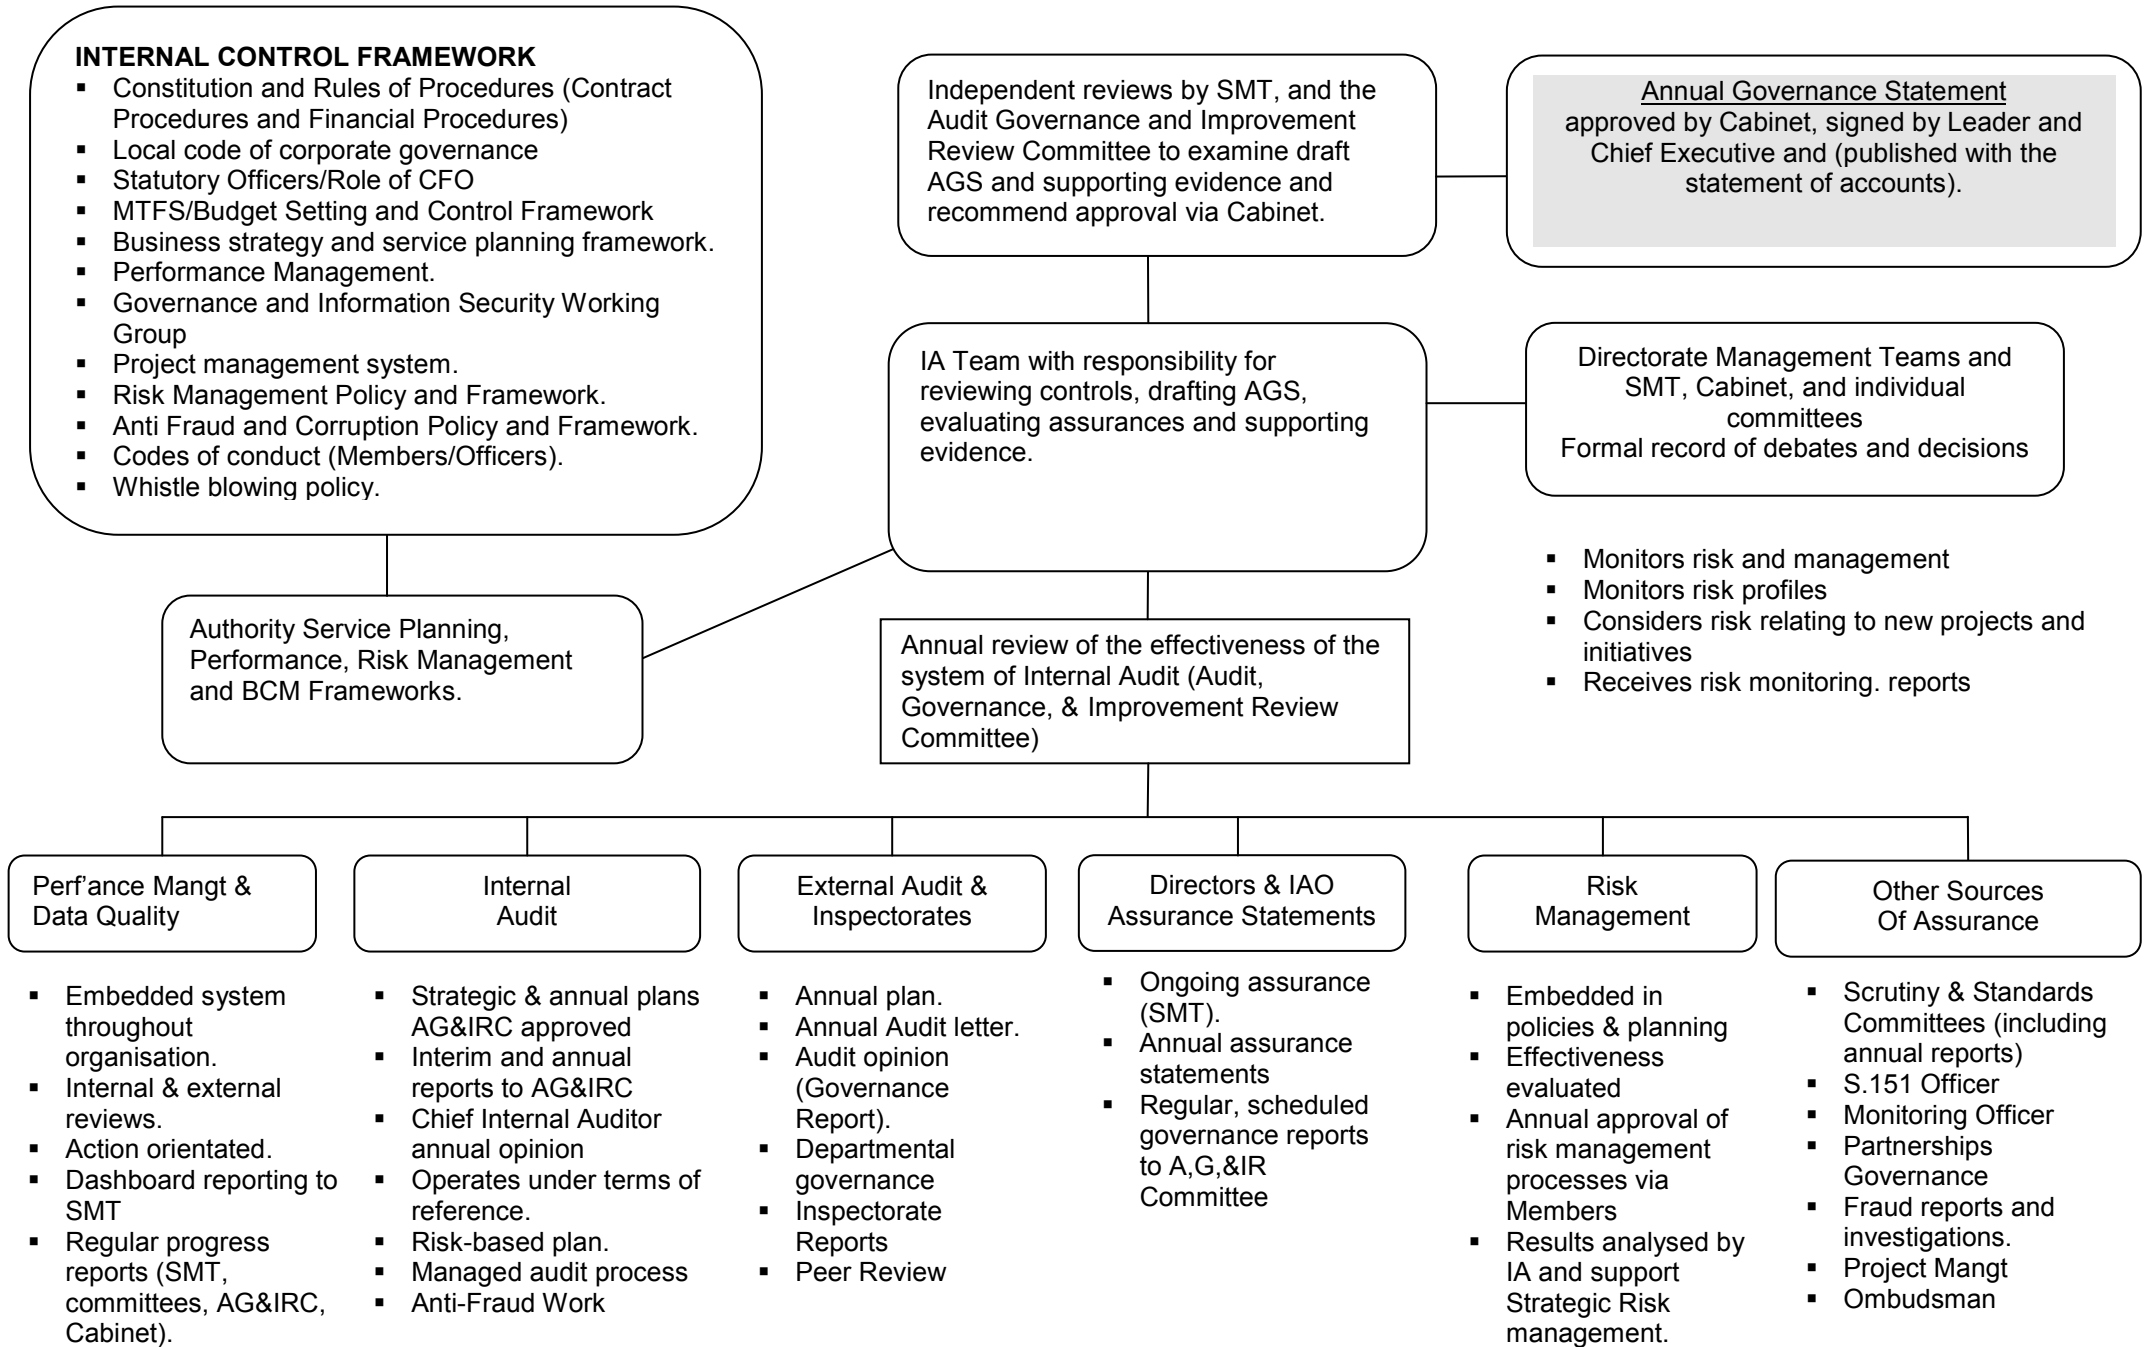 INTERNAL CONTROL FRAMEWORK
▪ Constitution and Rules of Procedures (Contract
Procedures and Financial Procedures)
▪ Local code of corporate governance
▪ Statutory Officers/Role of CFO
▪ MTFS/Budget Setting and Control Framework
▪ Business strategy and service planning framework.
▪ Performance Management.
▪ Governance and Information Security Working
Group
▪ Project management system.
▪ Risk Management Policy and Framework.
▪ Anti Fraud and Corruption Policy and Framework.
▪ Codes of conduct (Members/Officers).
▪ Whistle blowing policy.
Independent reviews by SMT, and the
Audit Governance and Improvement
Review Committee to examine draft
AGS and supporting evidence and
recommend approval via Cabinet.
Annual Governance Statement
approved by Cabinet, signed by Leader and
Chief Executive and (published with the
statement of accounts).
IA Team with responsibility for
reviewing controls, drafting AGS,
evaluating assurances and supporting
evidence.
Directorate Management Teams and
SMT, Cabinet, and individual
committees
Formal record of debates and decisions
▪ Monitors risk and management
▪ Monitors risk profiles
▪ Considers risk relating to new projects and
initiatives
▪ Receives risk monitoring. reports
Authority Service Planning,
Performance, Risk Management
and BCM Frameworks.
Annual review of the effectiveness of the
system of Internal Audit (Audit,
Governance, & Improvement Review
Committee)
Perf’ance Mangt &
Data Quality
▪ Embedded system
throughout
organisation.
▪ Internal & external
reviews.
▪ Action orientated.
▪ Dashboard reporting to
SMT
▪ Regular progress
reports (SMT,
committees, AG&IRC,
Cabinet).
Internal
Audit
▪ Strategic & annual plans
AG&IRC approved
▪ Interim and annual
reports to AG&IRC
▪ Chief Internal Auditor
annual opinion
▪ Operates under terms of
reference.
▪ Risk-based plan.
▪ Managed audit process
▪ Anti-Fraud Work
External Audit &
Inspectorates
▪ Annual plan.
▪ Annual Audit letter.
▪ Audit opinion
(Governance
Report).
▪ Departmental
governance
▪ Inspectorate
Reports
▪ Peer Review
Directors & IAO
Assurance Statements
▪ Ongoing assurance
(SMT).
▪ Annual assurance
statements
▪ Regular, scheduled
governance reports
to A,G,&IR
Committee
Risk
Management
▪ Embedded in
policies & planning
▪ Effectiveness
evaluated
▪ Annual approval of
risk management
processes via
Members
▪ Results analysed by
IA and support
Strategic Risk
management.
Other Sources
Of Assurance
▪ Scrutiny & Standards
Committees (including
annual reports)
▪ S.151 Officer
▪ Monitoring Officer
▪ Partnerships
Governance
▪ Fraud reports and
investigations.
▪ Project Mangt
▪ Ombudsman